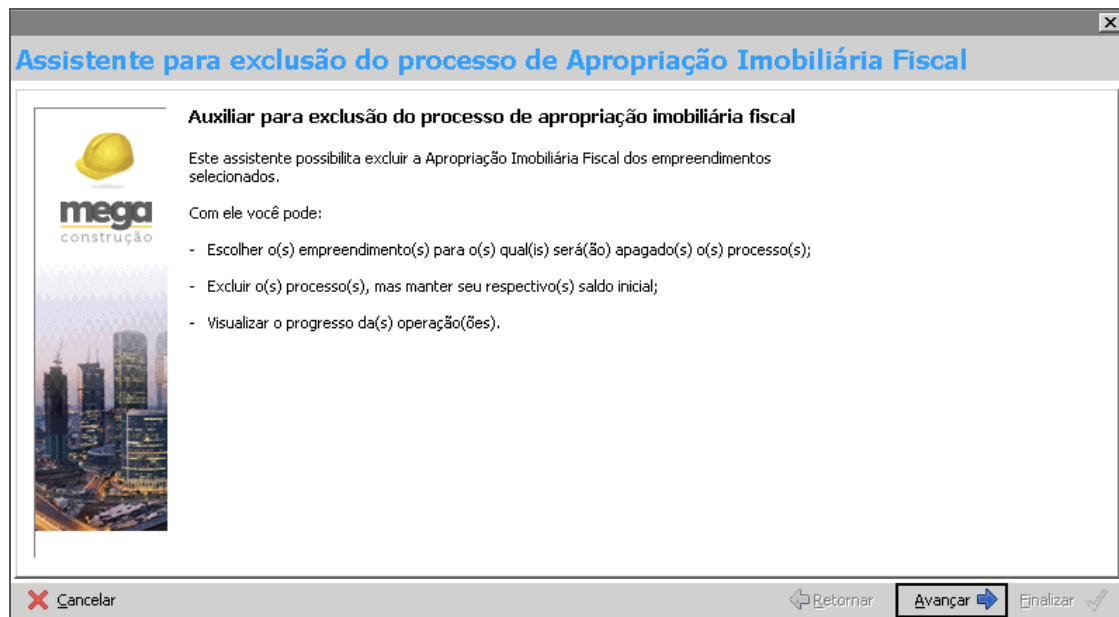 Assistente para exclusão do processo de Apropriação Imobiliária Fiscal
Auxiliar para exclusão do processo de apropriação imobiliária fiscal
Este assistente possibilita excluir a Apropriação Imobiliária Fiscal dos empreendimentos
selecionados.
Com ele você pode:
- Escolher o(s) empreendimento(s) para o(s) qual(is) será(ão) apagado(s) o(s) processo(s);
- Excluir o(s) processo(s), mas manter seu respectivo(s) saldo inicial;
- Visualizar o progresso da(s) operação(ões).
mega
construção
Cancelar
Retornar
Avançar
Finalizar